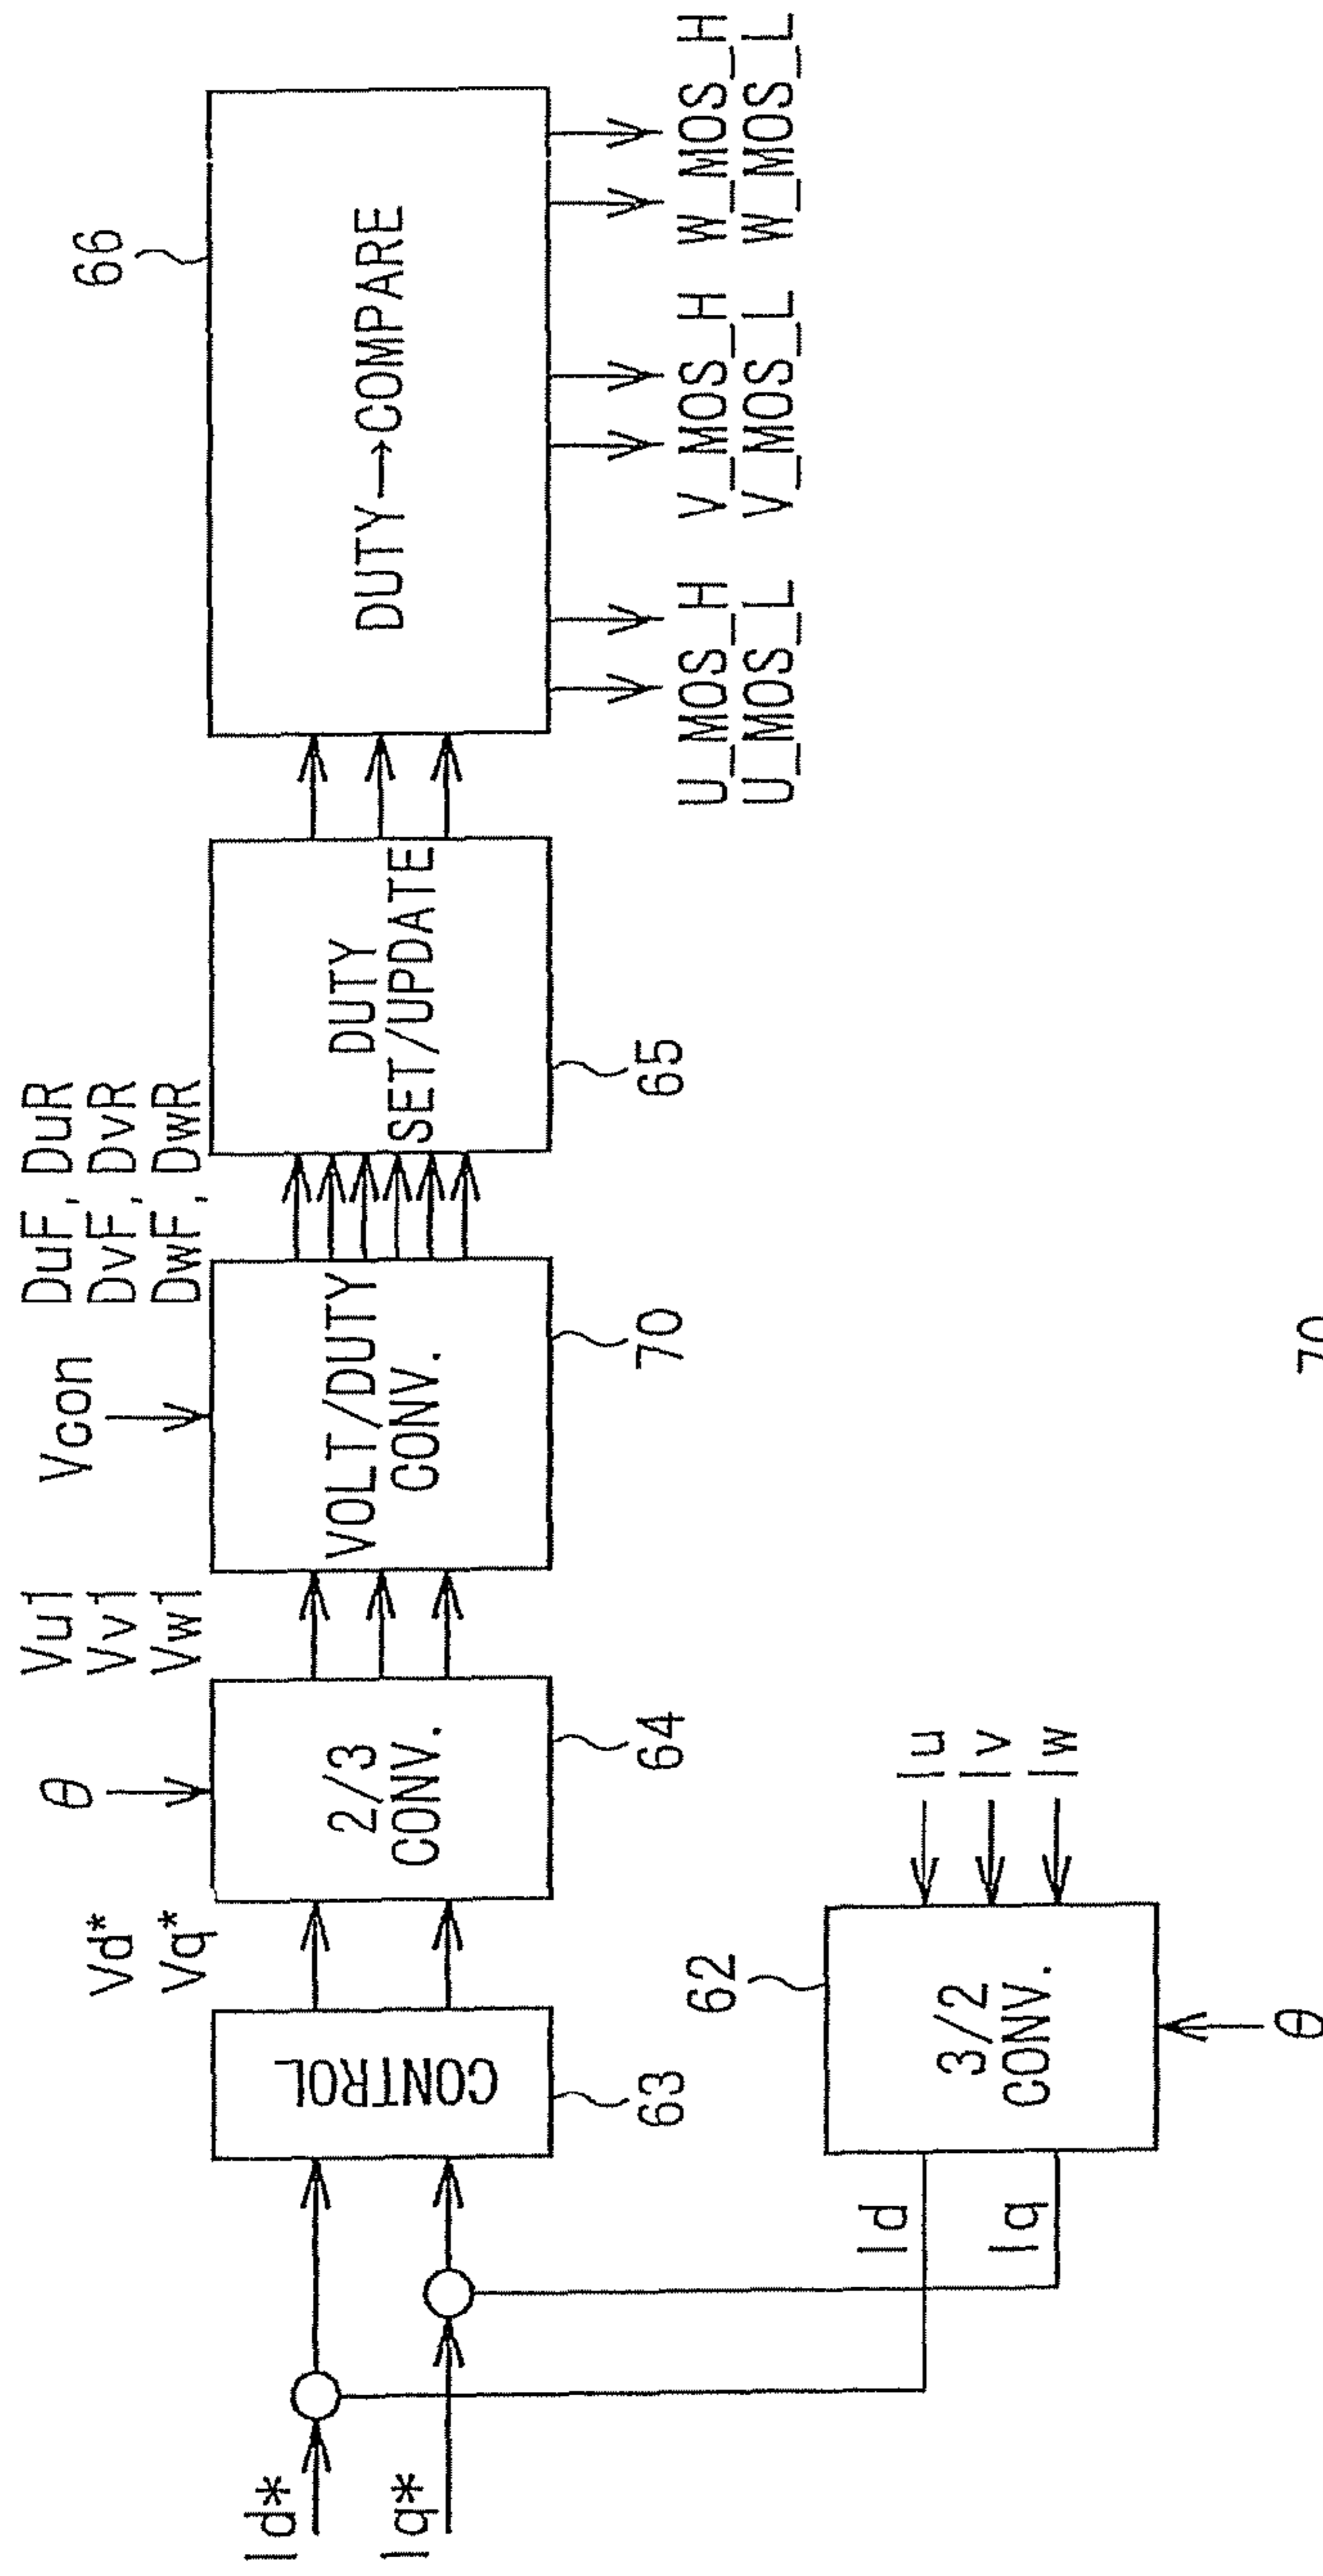 Id*
Iq*
CONTROL
63
Vd*
Vq*
θ
2/3
CONV.
64
Vu1
Vv1
Vw1
Vcon
VOLT/DUTY
CONV.
70
DuF, DuR
DvF, DvR
DwF, DwR
DUTY
SET/UPDATE
65
66
DUTY→COMPARE
U_MOS_H V_MOS_H W_MOS_H
U_MOS_L V_MOS_L W_MOS_L
Id
Iq
62
3/2
CONV.
Iu
Iv
Iw
θ
70